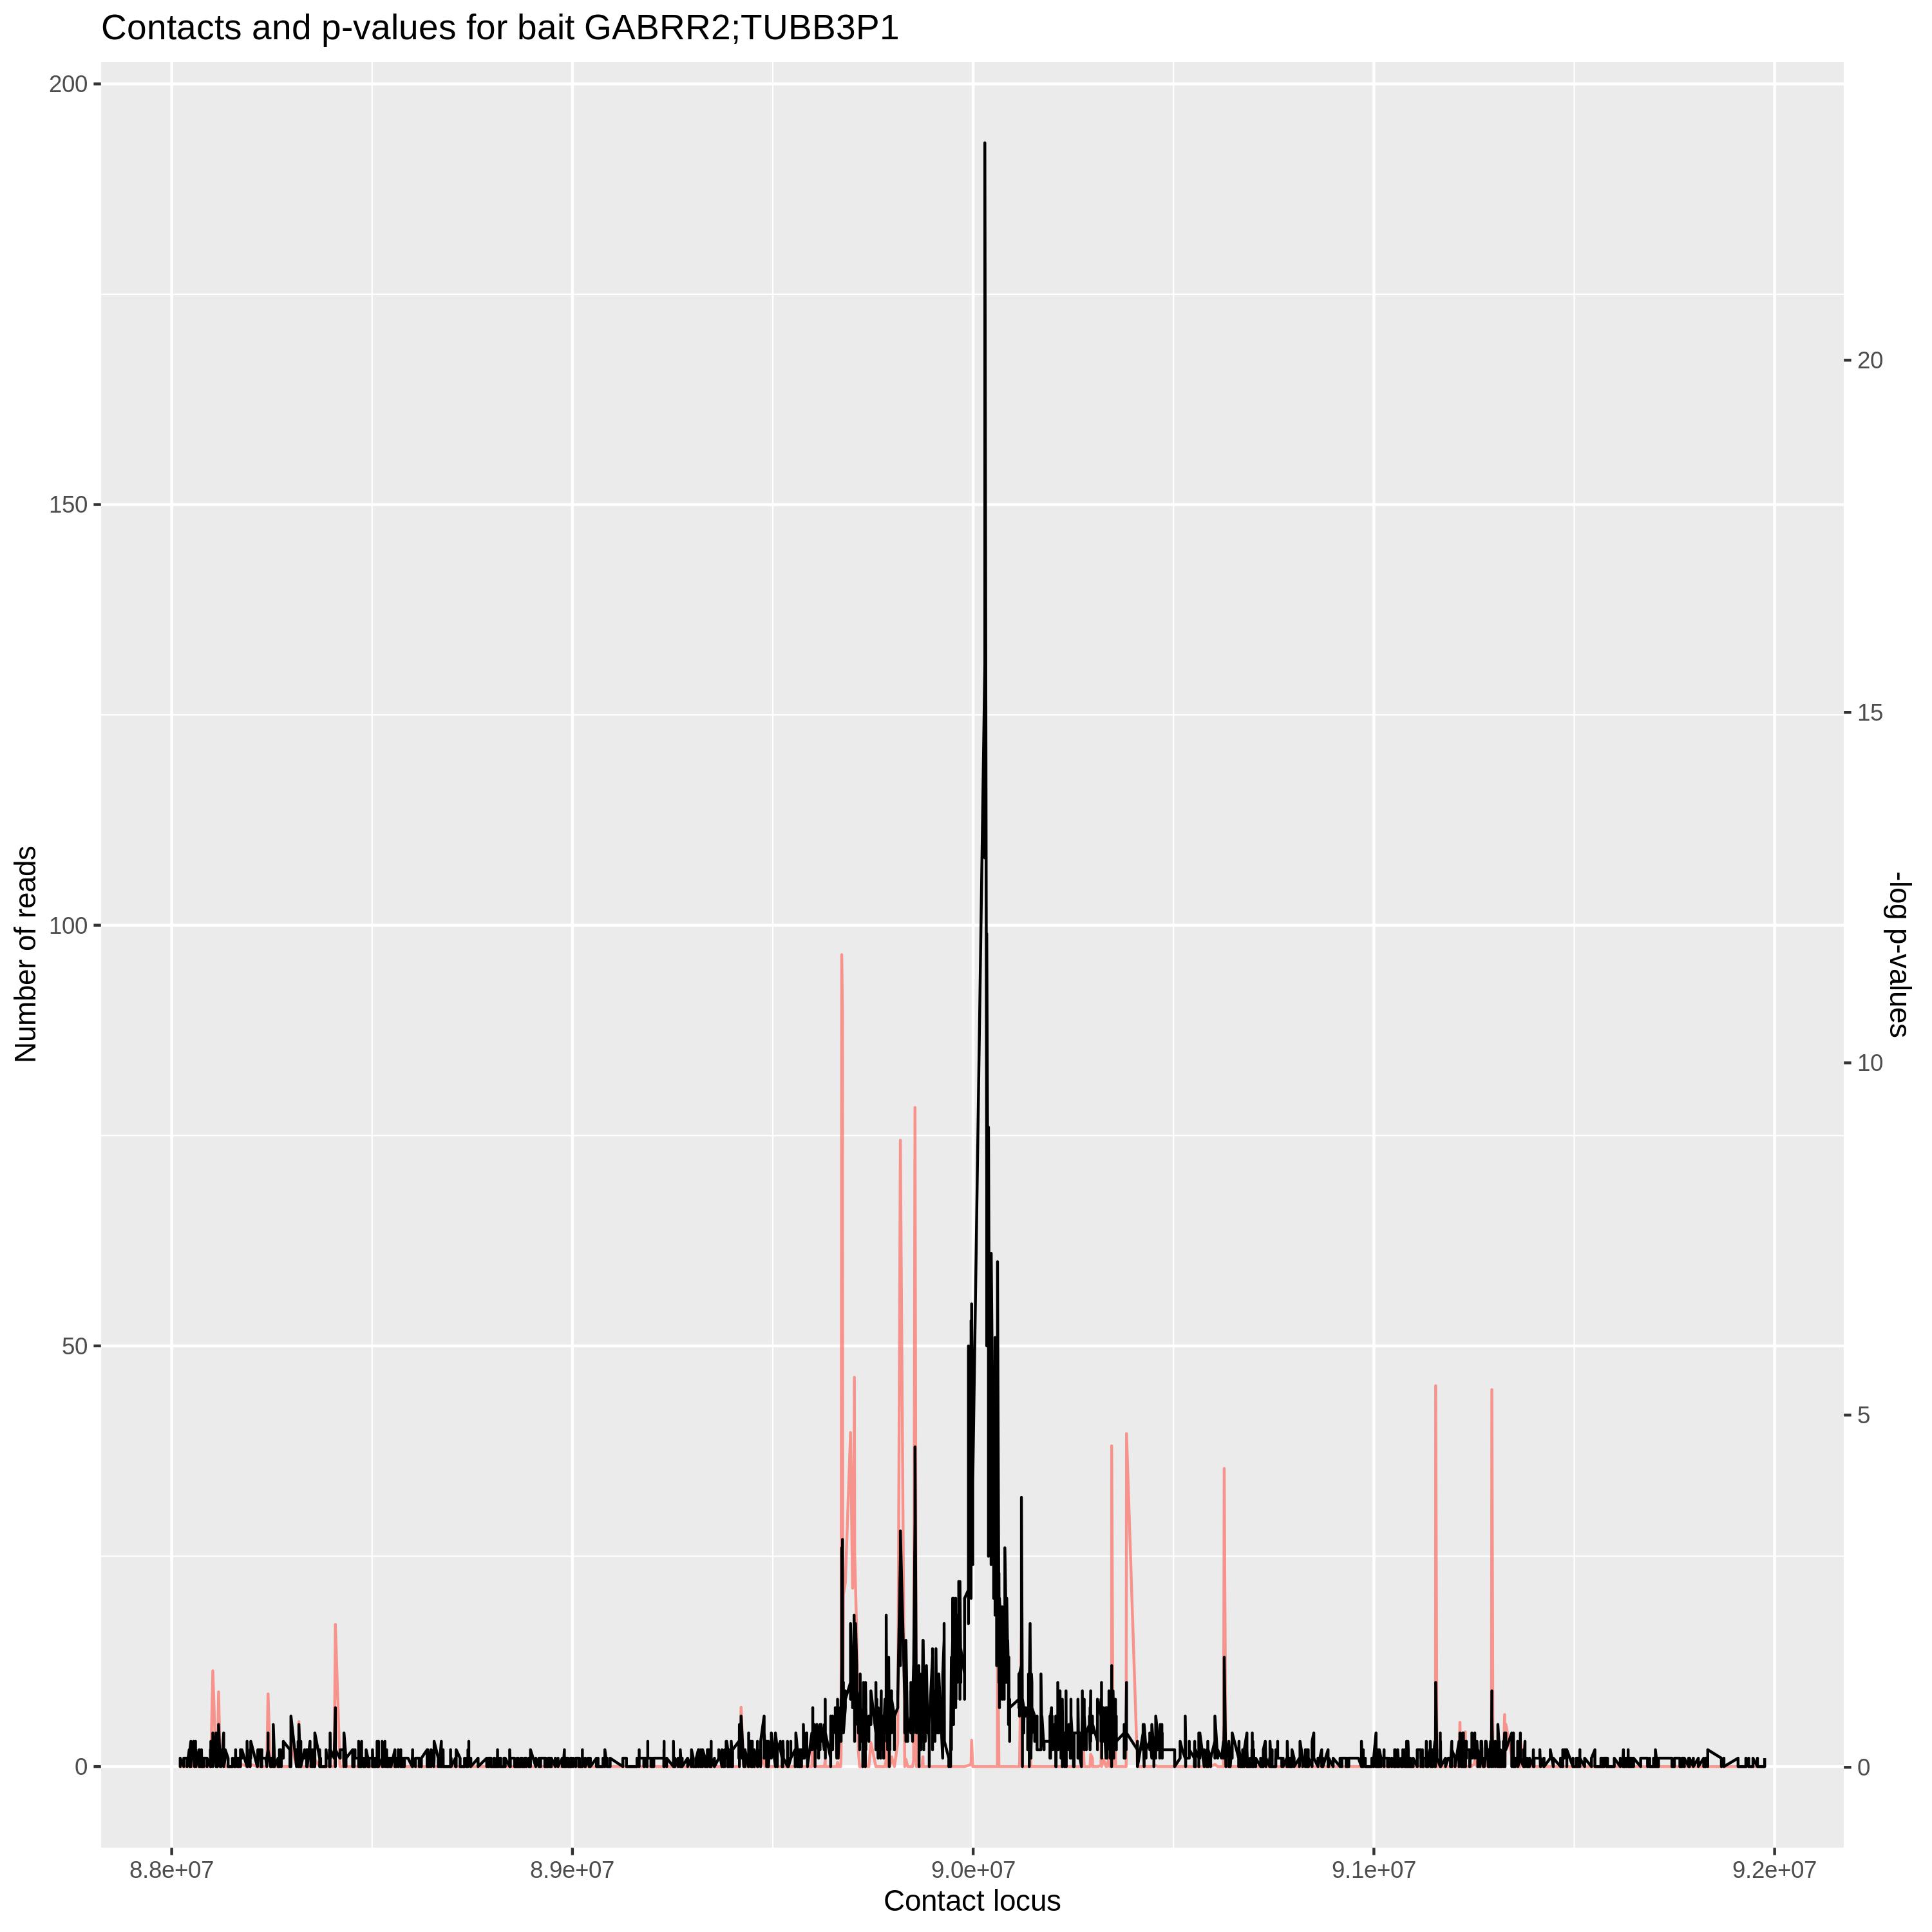 Contacts and p-values for bait GABRR2;TUBB3P1
200
150
100
50
0
Number of reads
20
15
10
5
0
-log p-values
8.8e+07
8.9e+07
9.0e+07
9.1e+07
9.2e+07
Contact locus